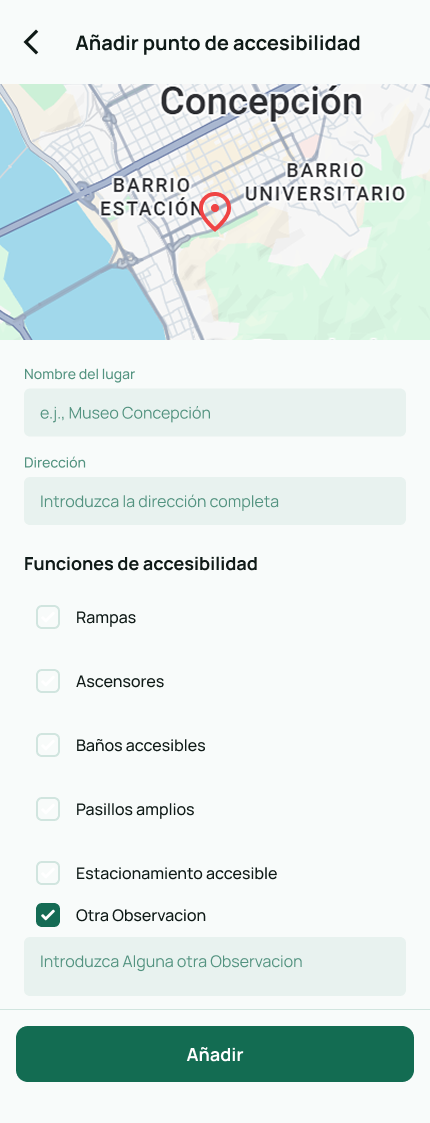 Añadir punto de accesibilidad
Concepción
BARRIO
UNIVERSITARIO
BARRIO
ESTACIÓN
Nombre del lugar
e.j., Museo Concepción
Dirección
Introduzca la dirección completa
Funciones de accesibilidad
Rampas
Ascensores
Baños accesibles
Pasillos amplios
Estacionamiento accesible
Otra Observacion
Introduzca Alguna otra Observacion
Añadir